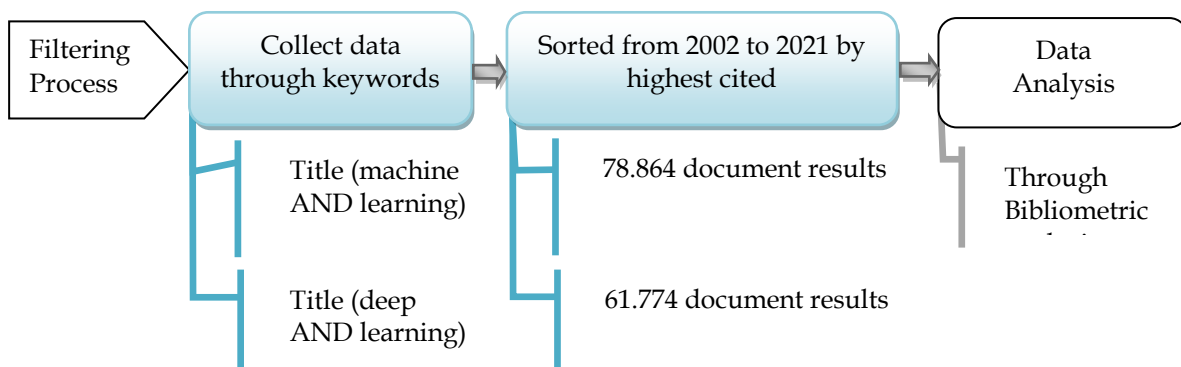 Filtering
Process
Collect data
through keywords
Sorted from 2002 to 2021 by
highest cited
Data
Analysis
Title (machine
AND learning)
78.864 document results
Through
Bibliometric
Title (deep
AND learning)
61.774 document results